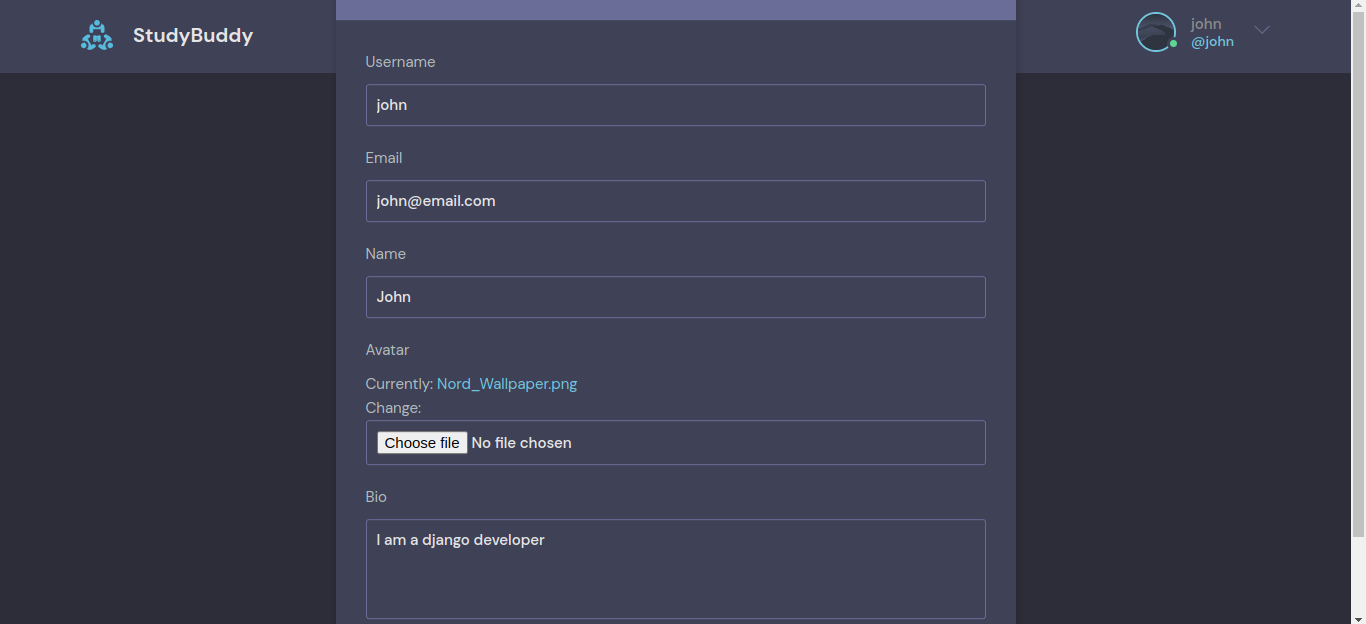 StudyBuddy
john
@john
Username
john
Email
john@email.com
Name
John
Avatar
Currently: Nord_Wallpaper.png
Change:
Choose file No file chosen
Bio
I am a django developer